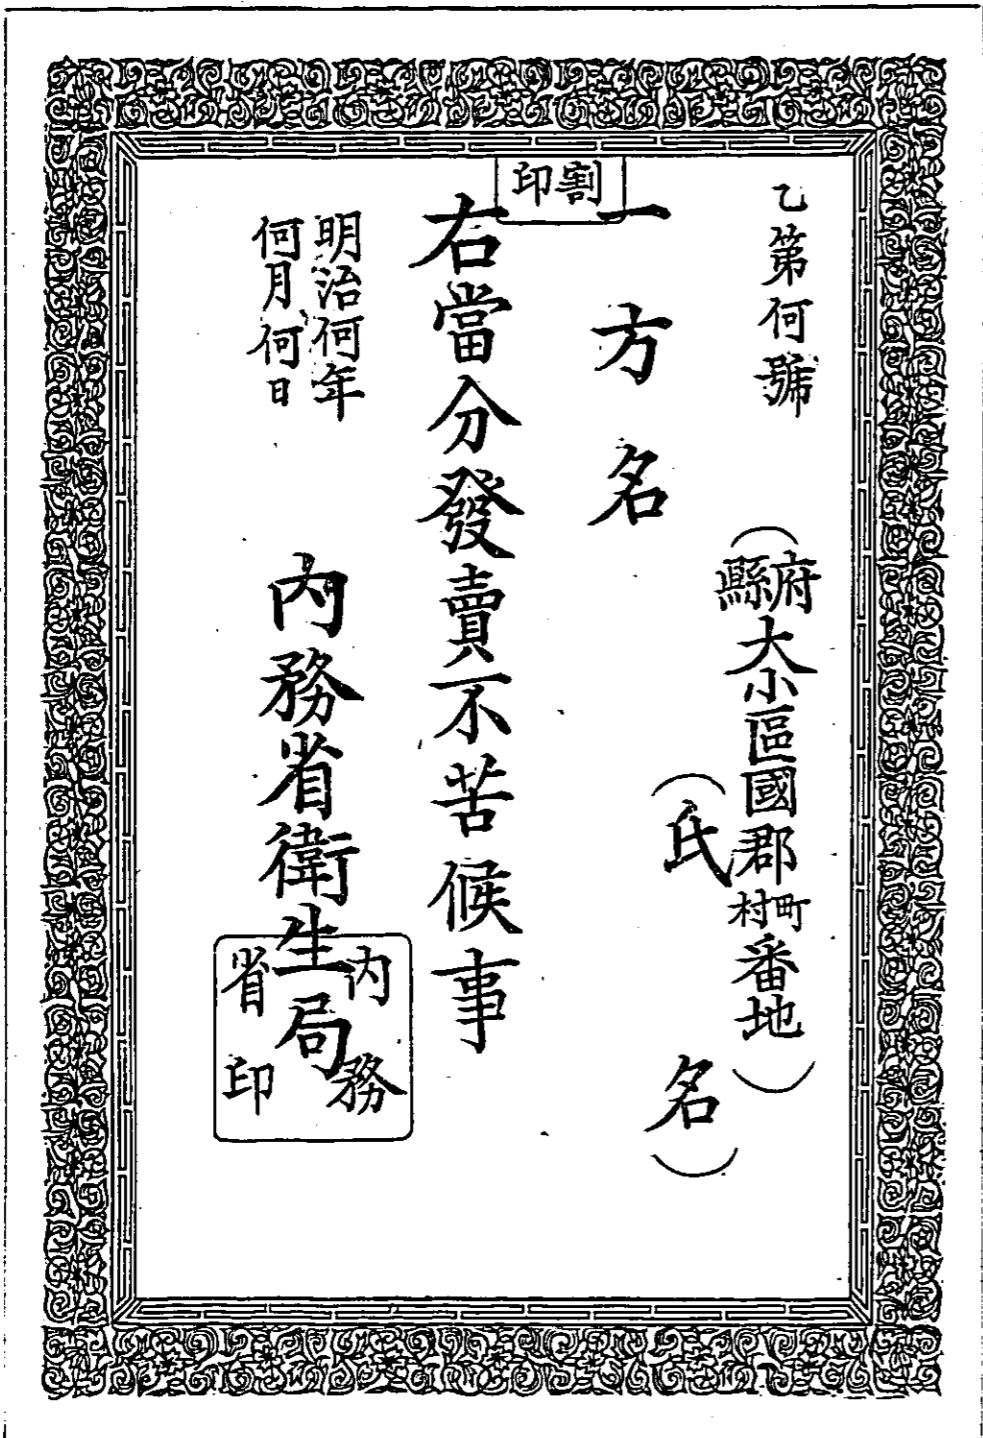 乙第何號
（府縣大小區國郡町村番地）
（氏名）
割印
一方名
右當分發賣不苦候事
明治何年
何月何日
內務省衛生局
內務省印